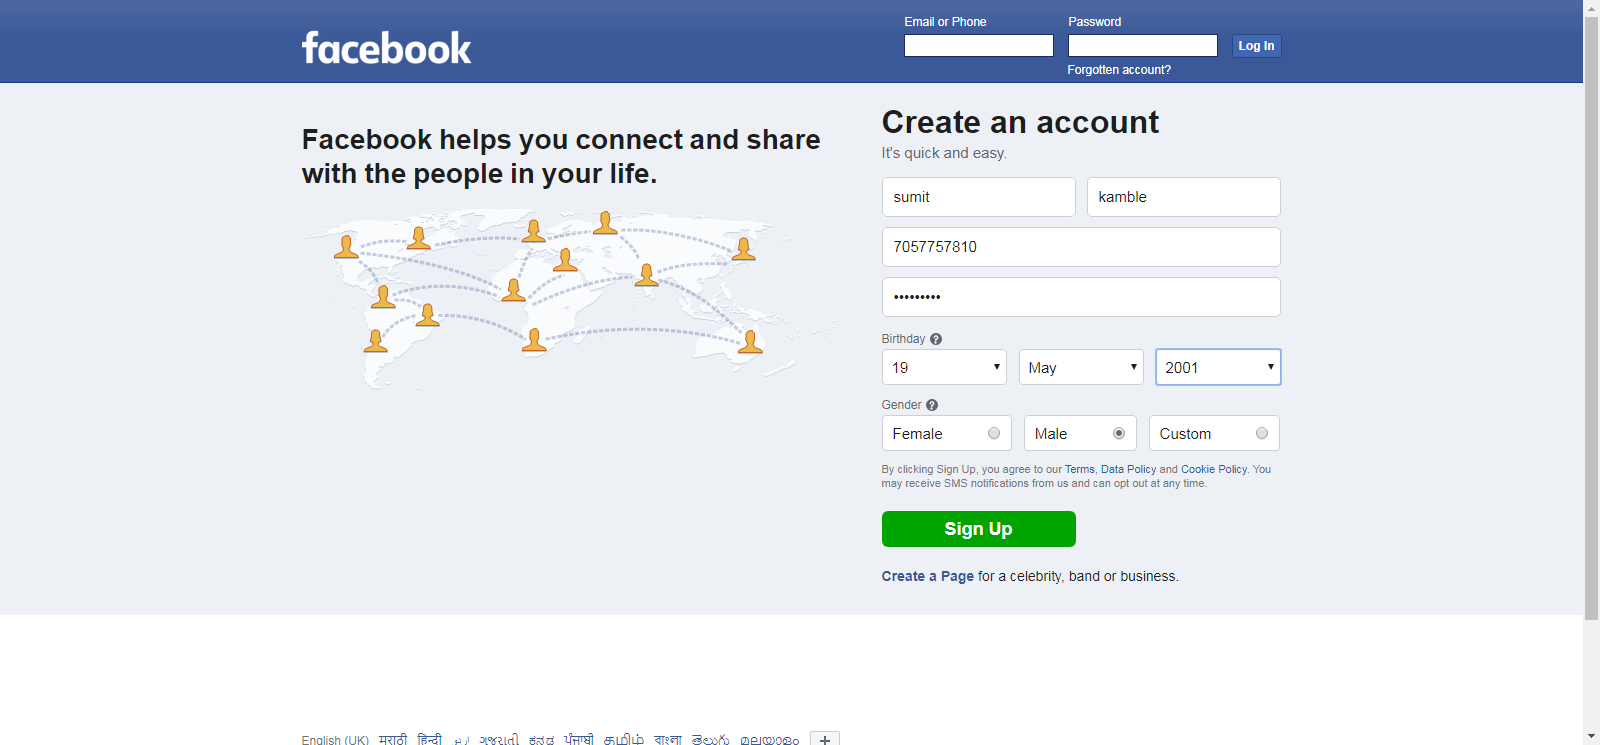 facebook
Email or Phone
Password
Log In
Forgotten account?
Facebook helps you connect and share
with the people in your life.
Create an account
It's quick and easy.
sumit
kamble
7057757810
•••••••••
Birthday ?
19
May
2001
Gender ?
Female
Male
Custom
By clicking Sign Up, you agree to our Terms, Data Policy and Cookie Policy. You
may receive SMS notifications from us and can opt out at any time.
Sign Up
Create a Page for a celebrity, band or business.
English (UK) मराठी हिन्दी اردو ગુજરાતી ಕನ್ನಡ ਪੰਜਾਬੀ தமிழ் বাংলা తెలుగు മലയാളം +